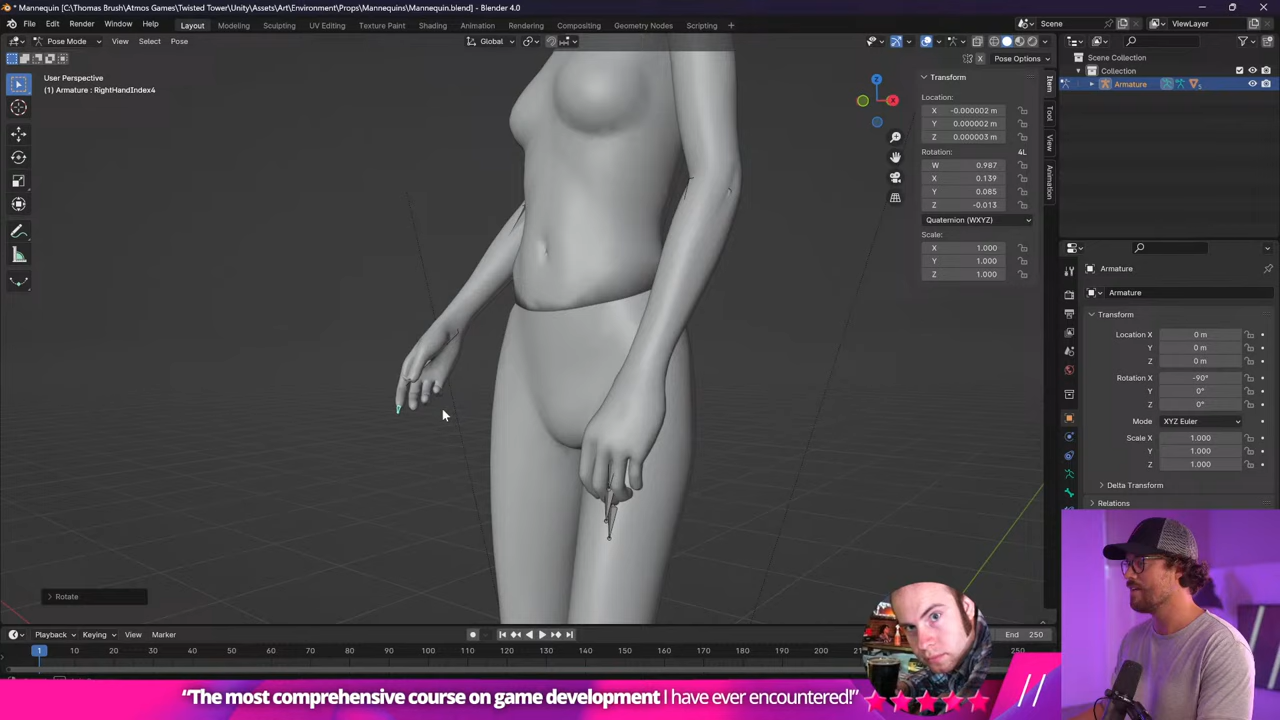 * Mannequin [C:\Thomas Brush\Atmos Games\Twisted Tower\Unity\Assets\Art\Environment\Props\Mannequins\Mannequin.blend] - Blender 4.0
File Edit Render Window Help Layout Modeling Sculpting UV Editing Texture Paint Shading Animation Rendering Compositing Geometry Nodes Scripting + Scene ViewLayer
Pose Mode View Select Pose Global
X Pose Options
User Perspective
(1) Armature : RightHandIndex4
Z
X
Transform
Location:
X -0.000002 m
Y 0.000002 m
Z 0.000003 m
Rotation: 4L
W 0.987
X 0.139
Y 0.085
Z -0.013
Quaternion (WXYZ)
Scale:
X 1.000
Y 1.000
Z 1.000
Item
Tool
View
Animation
Scene Collection
Collection
Armature
5
Armature
Armature
Transform
Location X 0 m
Y 0 m
Z 0 m
Rotation X -90°
Y 0°
Z 0°
Mode XYZ Euler
Scale X 1.000
Y 1.000
Z 1.000
Delta Transform
Relations
Rotate
Playback Keying View Marker End 250
1 10 20 30 40 50 60 70 80 90 100 110 120 130 140 150 160 170 180 250
“The most comprehensive course on game development I have ever encountered!” //